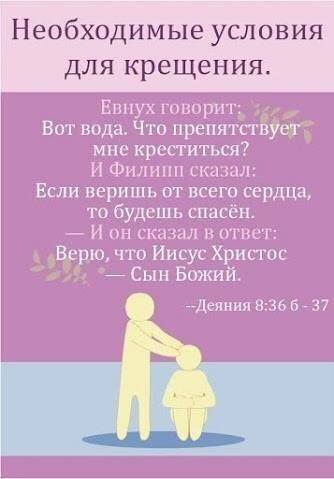 Необходимые условия
для крещения.
Евнух говорит:
Вот вода. Что препятствует
мне креститься?
И Филипп сказал:
Если веришь от всего сердца,
то будешь спасён.
— И он сказал в ответ:
Верю, что Иисус Христос
— Сын Божий.
--Деяния 8:36 б - 37